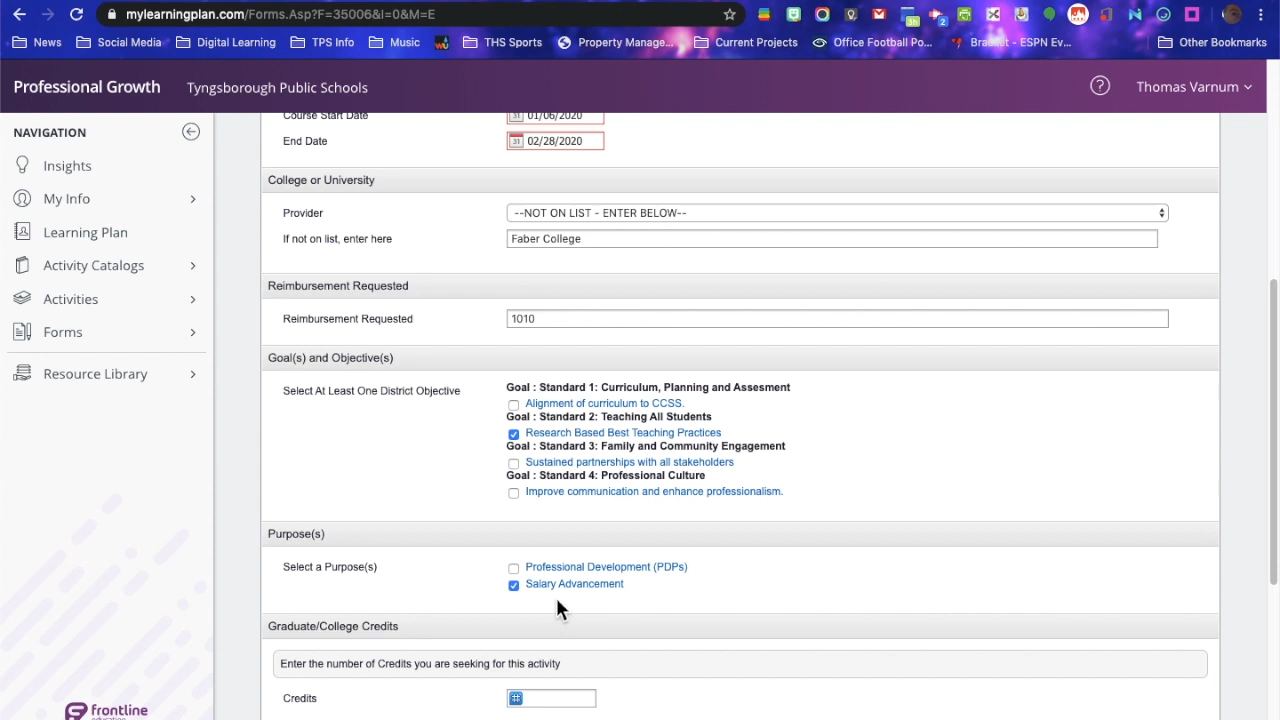 mylearningplan.com/Forms.Asp?F=35006&I=0&M=E
News Social Media Digital Learning TPS Info Music THS Sports Property Manage... Current Projects Office Football Po... Bracket - ESPN Ev... Other Bookmarks
Professional Growth Tyngsborough Public Schools ? Thomas Varnum
NAVIGATION
Insights
My Info
Learning Plan
Activity Catalogs
Activities
Forms
Resource Library
frontline
education
Course Start Date 01/06/2020
End Date 02/28/2020
College or University
Provider --NOT ON LIST - ENTER BELOW--
If not on list, enter here Faber College
Reimbursement Requested
Reimbursement Requested 1010
Goal(s) and Objective(s)
Select At Least One District Objective Goal : Standard 1: Curriculum, Planning and Assesment
Alignment of curriculum to CCSS.
Goal : Standard 2: Teaching All Students
Research Based Best Teaching Practices
Goal : Standard 3: Family and Community Engagement
Sustained partnerships with all stakeholders
Goal : Standard 4: Professional Culture
Improve communication and enhance professionalism.
Purpose(s)
Select a Purpose(s) Professional Development (PDPs)
Salary Advancement
Graduate/College Credits
Enter the number of Credits you are seeking for this activity
Credits